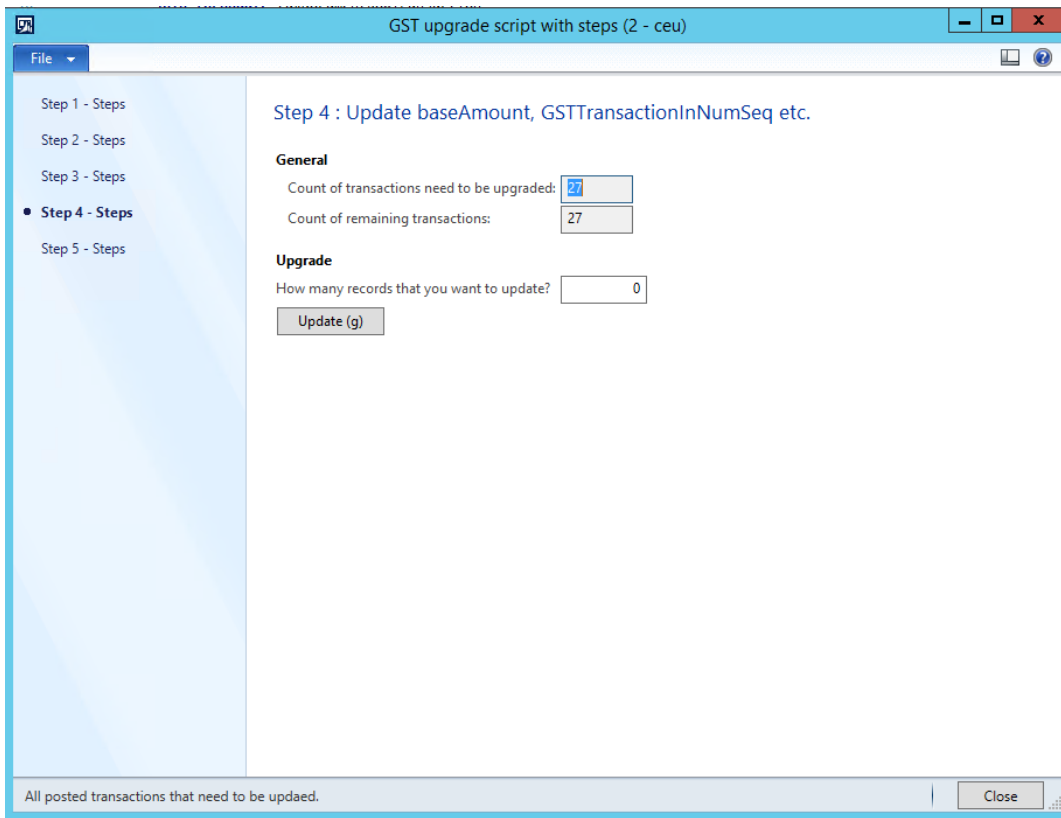 GST upgrade script with steps (2 - ceu)
File
Step 1 - Steps
Step 2 - Steps
Step 3 - Steps
Step 4 - Steps
Step 5 - Steps
Step 4 : Update baseAmount, GSTTransactionInNumSeq etc.
General
Count of transactions need to be upgraded: 27
Count of remaining transactions: 27
Upgrade
How many records that you want to update? 0
Update (g)
All posted transactions that need to be updaed.
Close